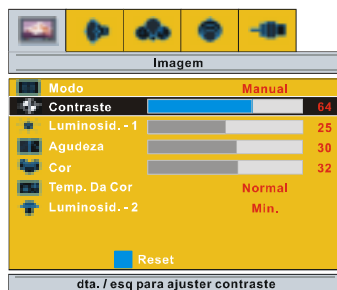 Imagem
Modo Manual
Contraste 64
Luminosid. - 1 25
Agudeza 30
Cor 32
Temp. Da Cor Normal
Luminosid. - 2 Min.
Reset
dta. / esq para ajuster contraste